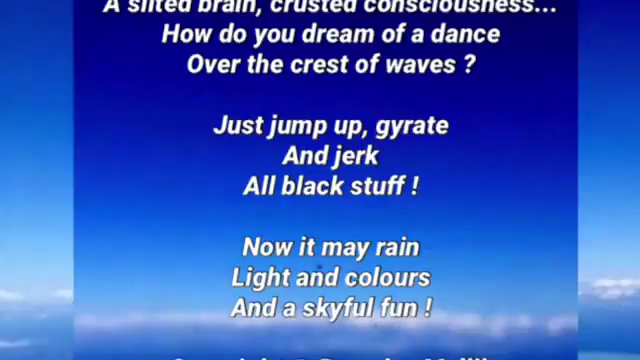 A silted brain, crusted consciousness...
How do you dream of a dance
Over the crest of waves ?
Just jump up, gyrate
And jerk
All black stuff !
Now it may rain
Light and colours
And a skyful fun !